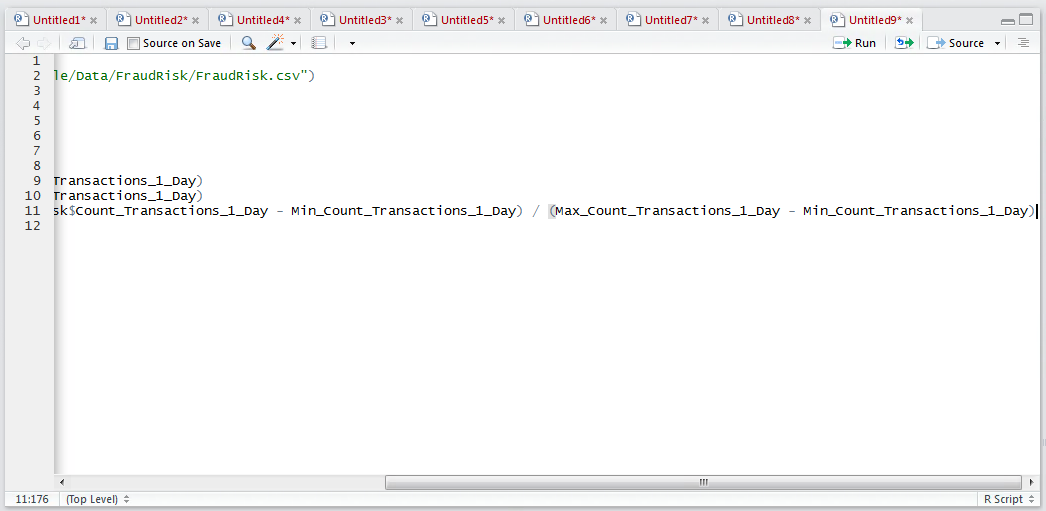 Untitled1* Untitled2* Untitled4* Untitled3* Untitled5* Untitled6* Untitled7* Untitled8* Untitled9*
Source on Save Run Source
1
2 le/Data/FraudRisk/FraudRisk.csv")
3
4
5
6
7
8
9 Transactions_1_Day)
10 Transactions_1_Day)
11 sk$Count_Transactions_1_Day - Min_Count_Transactions_1_Day) / (Max_Count_Transactions_1_Day - Min_Count_Transactions_1_Day)
12
11:176 (Top Level) R Script